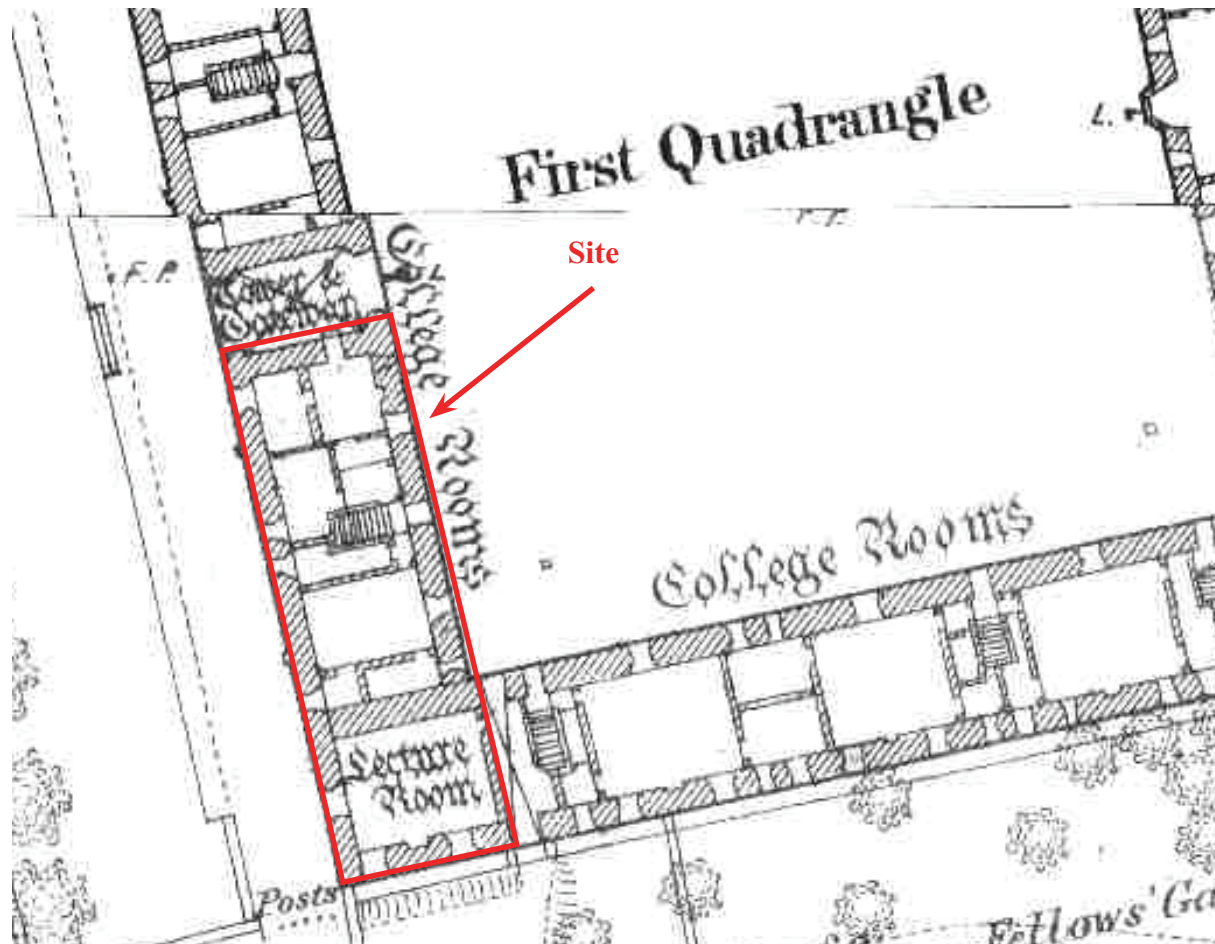 First Quadrangle
L.
F.P.
Site
F.P.
Tower &
Gateway
College Rooms
College Rooms
Lecture
Room
Posts
Fellows' Ga